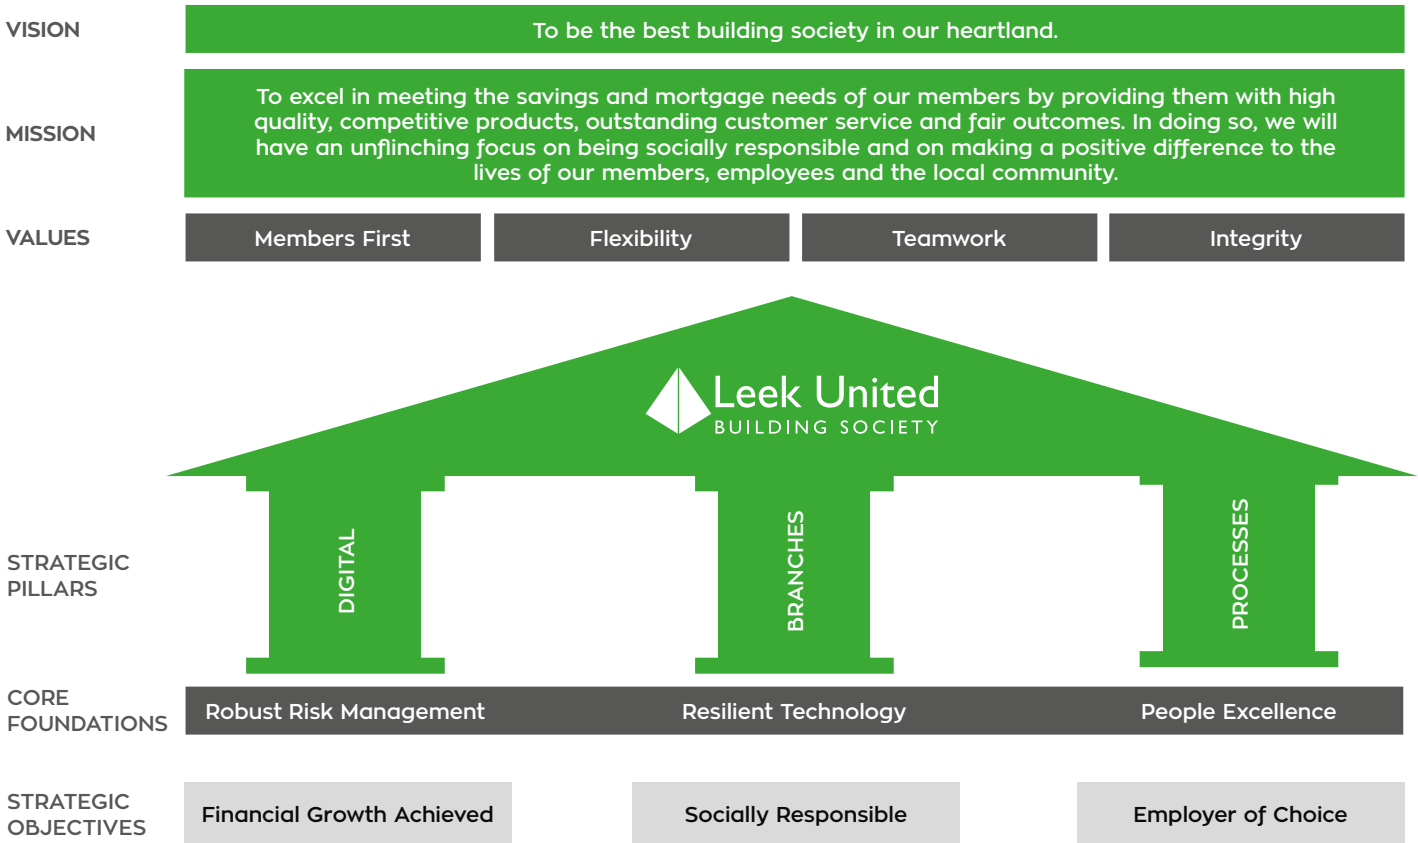 VISION
To be the best building society in our heartland.
MISSION
To excel in meeting the savings and mortgage needs of our members by providing them with high
quality, competitive products, outstanding customer service and fair outcomes. In doing so, we will
have an unflinching focus on being socially responsible and on making a positive difference to the
lives of our members, employees and the local community.
VALUES
Members First
Flexibility
Teamwork
Integrity
Leek United
BUILDING SOCIETY
STRATEGIC
PILLARS
DIGITAL
BRANCHES
PROCESSES
CORE
FOUNDATIONS
Robust Risk Management
Resilient Technology
People Excellence
STRATEGIC
OBJECTIVES
Financial Growth Achieved
Socially Responsible
Employer of Choice